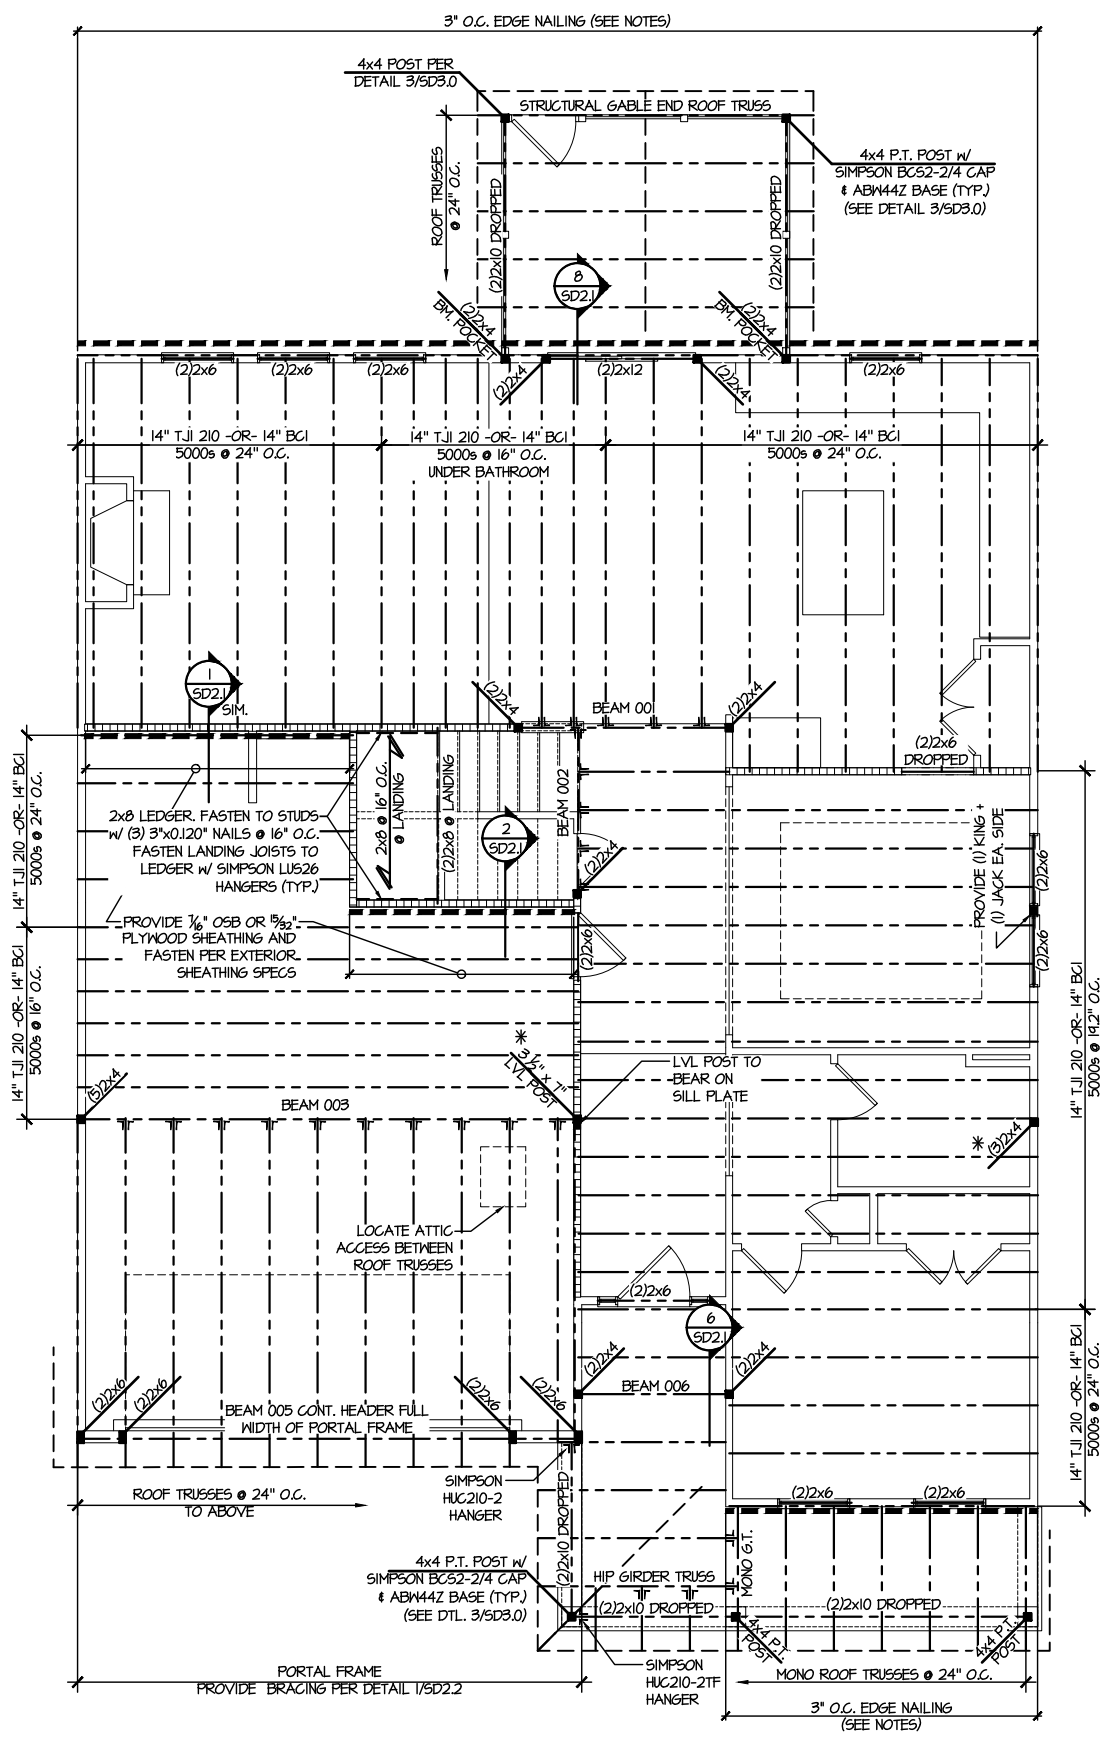 3" O.C. EDGE NAILING (SEE NOTES)
4x4 POST PER
DETAIL 3/SD3.0
STRUCTURAL GABLE END ROOF TRUSS
ROOF TRUSSES
@ 24" O.C.
(2)2x10 DROPPED
(2)2x10 DROPPED
4x4 P.T. POST W/
SIMPSON BCS2-2/4 CAP
& ABW44Z BASE (TYP.)
(SEE DETAIL 3/SD3.0)
8
SD2.1
(2)2x4
BM. POCKET
(2)2x4
BM. POCKET
(2)2x6
(2)2x6
(2)2x6
(2)2x4
(2)2x12
(2)2x4
(2)2x6
14" TJI 210 -OR- 14" BCI
5000s @ 24" O.C.
14" TJI 210 -OR- 14" BCI
5000s @ 16" O.C.
UNDER BATHROOM
14" TJI 210 -OR- 14" BCI
5000s @ 24" O.C.
1
SD2.1
SIM.
(2)2x4
BEAM 001
(2)2x4
(2)2x6
DROPPED
14" TJI 210 -OR- 14" BCI
5000s @ 24" O.C.
2x8 LEDGER. FASTEN TO STUDS
W/ (3) 3"x0.120" NAILS @ 16" O.C.
FASTEN LANDING JOISTS TO
LEDGER W/ SIMPSON LUS26
HANGERS (TYP.)
2x8 @ 16" O.C.
@ LANDING
(2)2x8 @ LANDING
2
SD2.1
BEAM 002
(2)2x4
PROVIDE (1) KING +
(1) JACK EA. SIDE
(2)2x6
(2)2x6
PROVIDE 7/16" OSB OR 15/32"
PLYWOOD SHEATHING AND
FASTEN PER EXTERIOR
SHEATHING SPECS
(2)2x6
14" TJI 210 -OR- 14" BCI
5000s @ 16" O.C.
14" TJI 210 -OR- 14" BCI
5000s @ 19.2" O.C.
*
3 1/2" x 7"
LVL POST
LVL POST TO
BEAR ON
SILL PLATE
(5)2x4
BEAM 003
*
(3)2x4
LOCATE ATTIC
ACCESS BETWEEN
ROOF TRUSSES
(2)2x6
6
SD2.1
(2)2x4
(2)2x4
BEAM 006
14" TJI 210 -OR- 14" BCI
5000s @ 24" O.C.
(2)2x6
(2)2x6
(2)2x6
(2)2x6
BEAM 005 CONT. HEADER FULL
WIDTH OF PORTAL FRAME
SIMPSON
HUC210-2
HANGER
(2)2x10 DROPPED
ROOF TRUSSES @ 24" O.C.
TO ABOVE
(2)2x6
(2)2x6
MONO G.T.
4x4 P.T. POST W/
SIMPSON BCS2-2/4 CAP
& ABW44Z BASE (TYP.)
(SEE DTL. 3/SD3.0)
HIP GIRDER TRUSS
(2)2x10 DROPPED
(2)2x10 DROPPED
4x4 P.T.
POST
4x4 P.T.
POST
SIMPSON
HUC210-2TF
HANGER
PORTAL FRAME
PROVIDE BRACING PER DETAIL 1/SD2.2
MONO ROOF TRUSSES @ 24" O.C.
3" O.C. EDGE NAILING
(SEE NOTES)